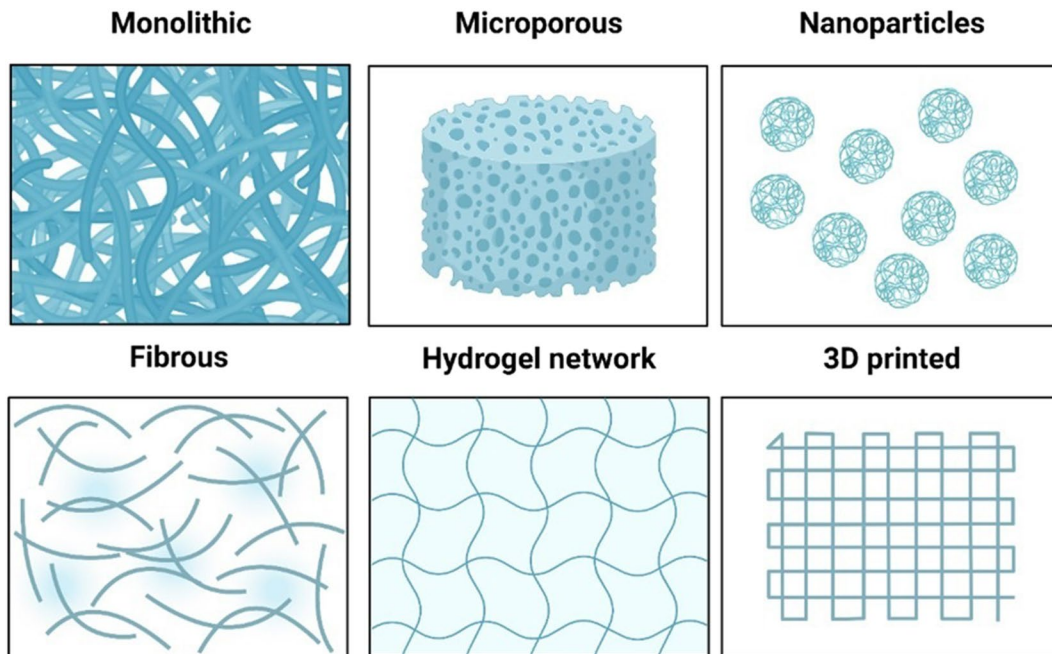 Monolithic
Microporous
Nanoparticles
Fibrous
Hydrogel network
3D printed